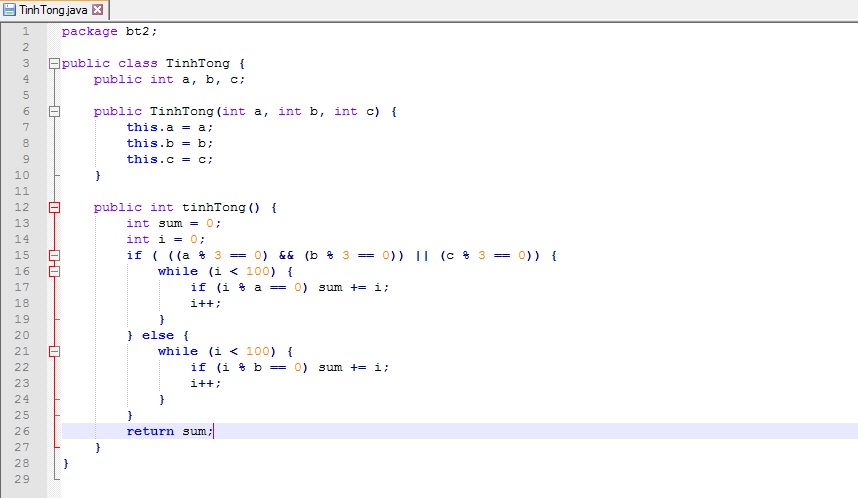 TinhTong.java
1 package bt2;
2
3 public class TinhTong {
4 public int a, b, c;
5
6 public TinhTong(int a, int b, int c) {
7 this.a = a;
8 this.b = b;
9 this.c = c;
10 }
11
12 public int tinhTong() {
13 int sum = 0;
14 int i = 0;
15 if ( ((a % 3 == 0) && (b % 3 == 0)) || (c % 3 == 0)) {
16 while (i < 100) {
17 if (i % a == 0) sum += i;
18 i++;
19 }
20 } else {
21 while (i < 100) {
22 if (i % b == 0) sum += i;
23 i++;
24 }
25 }
26 return sum;
27 }
28 }
29